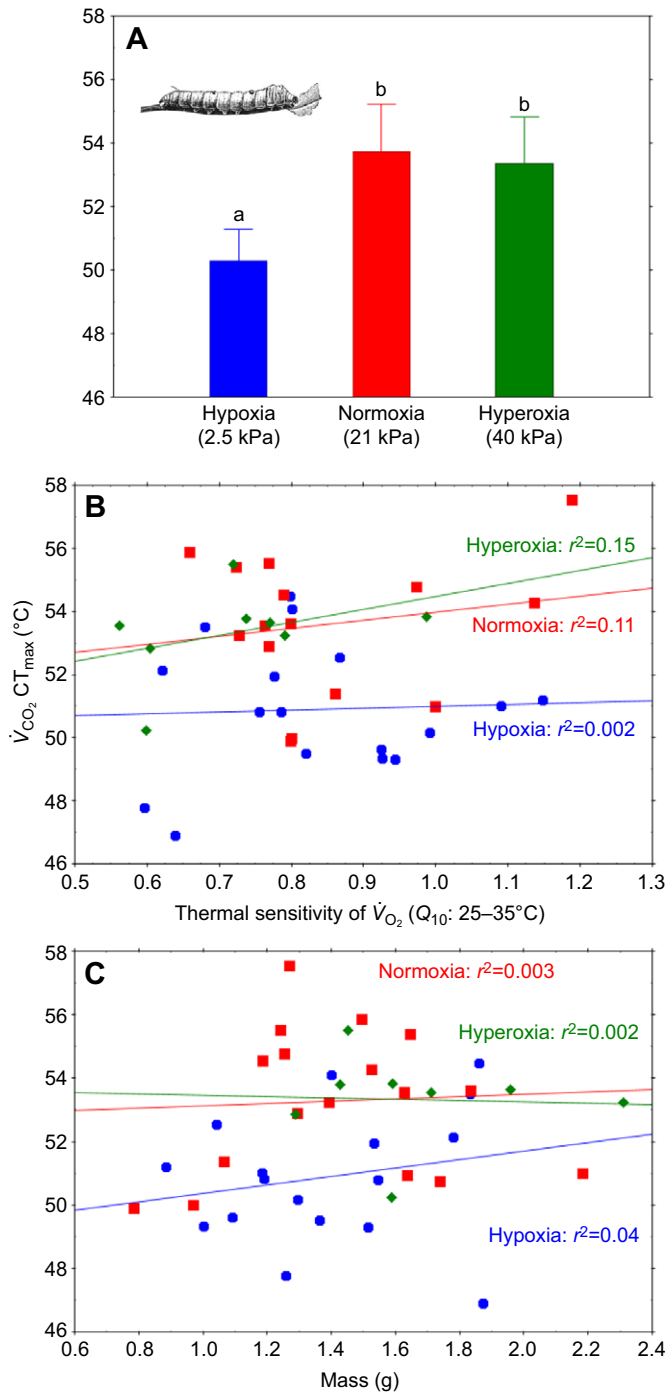 A
58
56
54
52
50
48
46
a
b
b
Hypoxia
(2.5 kPa)
Normoxia
(21 kPa)
Hyperoxia
(40 kPa)
V̇CO₂ CTmax (°C)
B
58
56
54
52
50
48
46
Hyperoxia: r²=0.15
Normoxia: r²=0.11
Hypoxia: r²=0.002
0.5 0.6 0.7 0.8 0.9 1.0 1.1 1.2 1.3
Thermal sensitivity of V̇O₂ (Q₁₀: 25–35°C)
C
58
56
54
52
50
48
46
Normoxia: r²=0.003
Hyperoxia: r²=0.002
Hypoxia: r²=0.04
0.6 0.8 1.0 1.2 1.4 1.6 1.8 2.0 2.2 2.4
Mass (g)